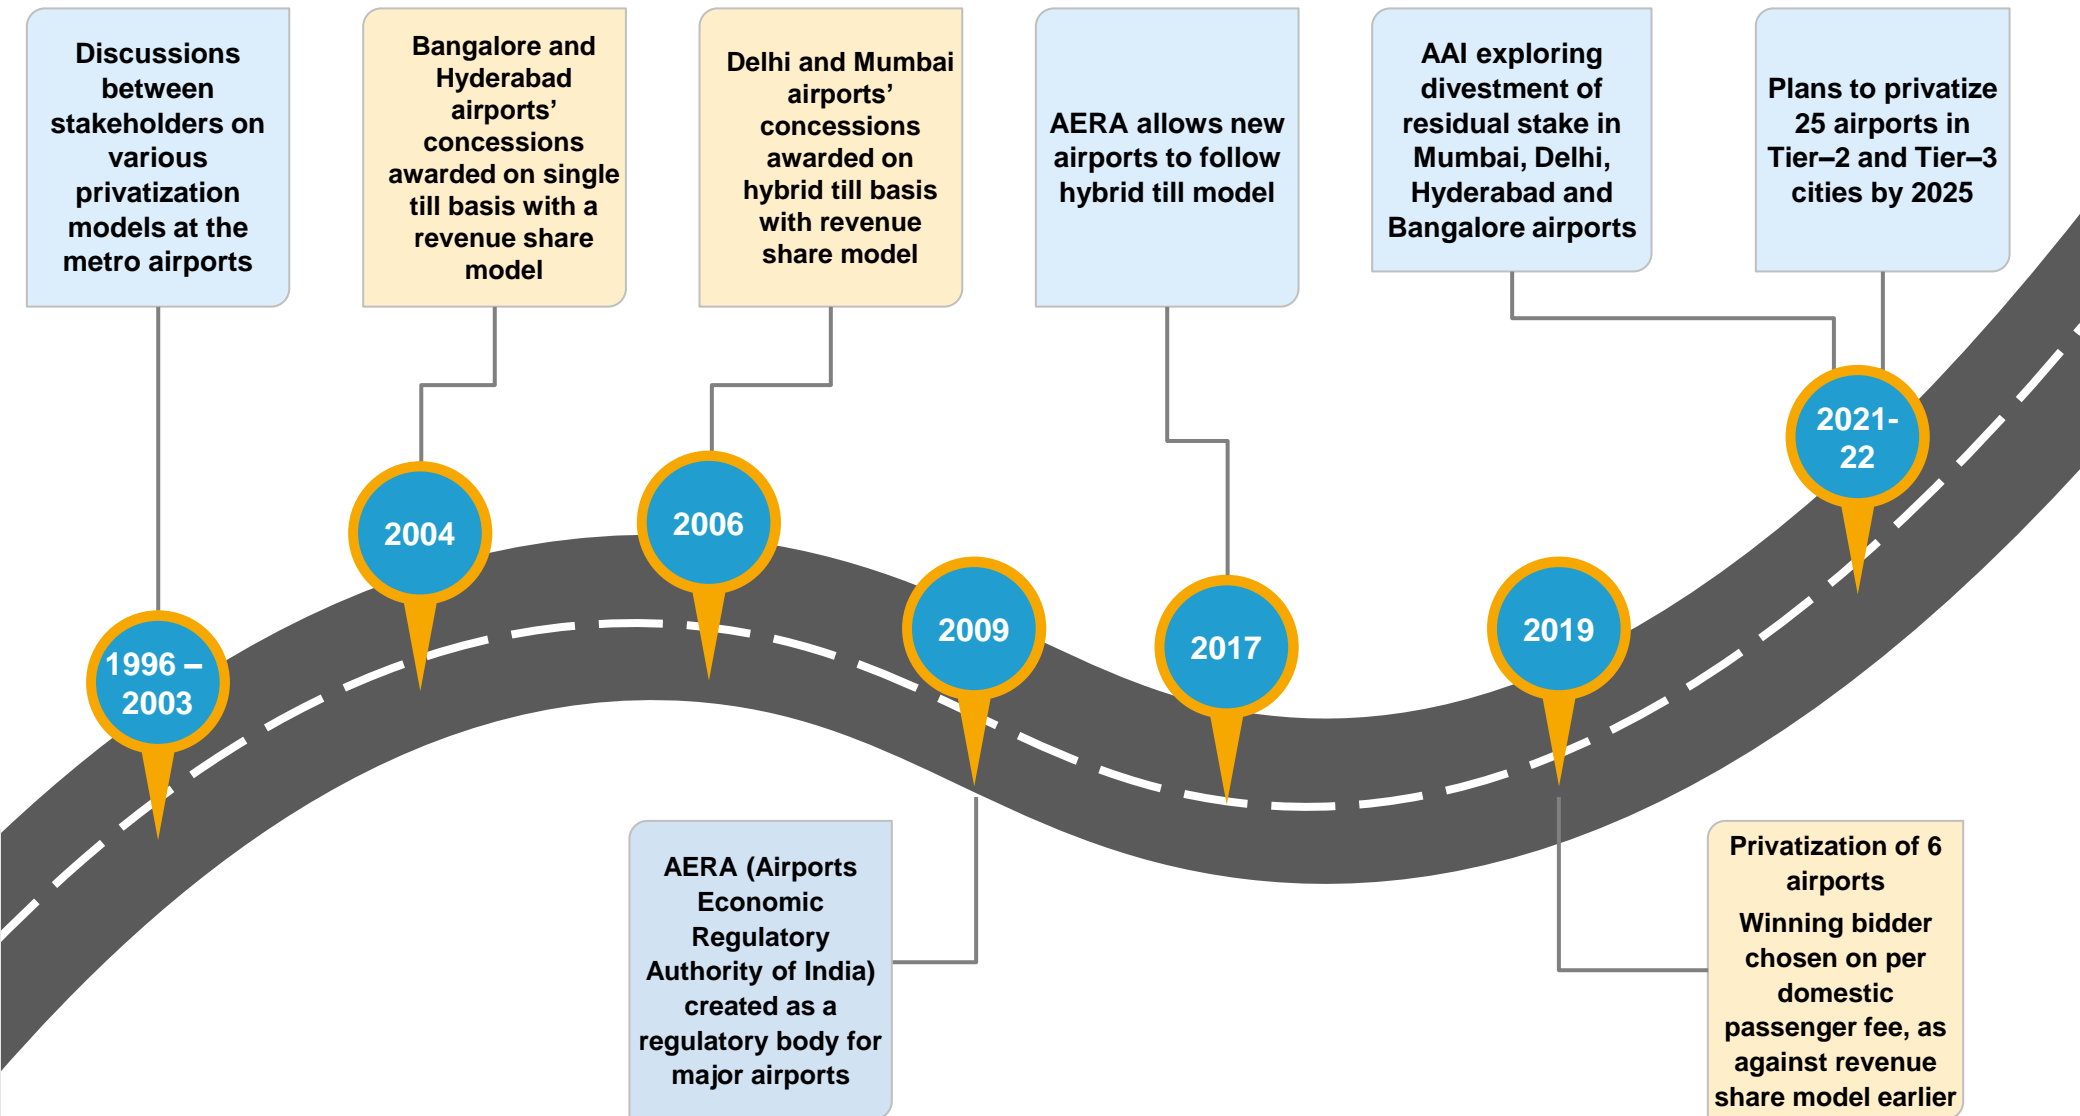 Discussions
between
stakeholders on
various
privatization
models at the
metro airports
Bangalore and
Hyderabad
airports’
concessions
awarded on single
till basis with a
revenue share
model
Delhi and Mumbai
airports’
concessions
awarded on
hybrid till basis
with revenue
share model
AERA allows new
airports to follow
hybrid till model
AAI exploring
divestment of
residual stake in
Mumbai, Delhi,
Hyderabad and
Bangalore airports
Plans to privatize
25 airports in
Tier–2 and Tier–3
cities by 2025
1996 –
2003
2004
2006
2009
2017
2019
2021-
22
AERA (Airports
Economic
Regulatory
Authority of India)
created as a
regulatory body for
major airports
Privatization of 6
airports
Winning bidder
chosen on per
domestic
passenger fee, as
against revenue
share model earlier